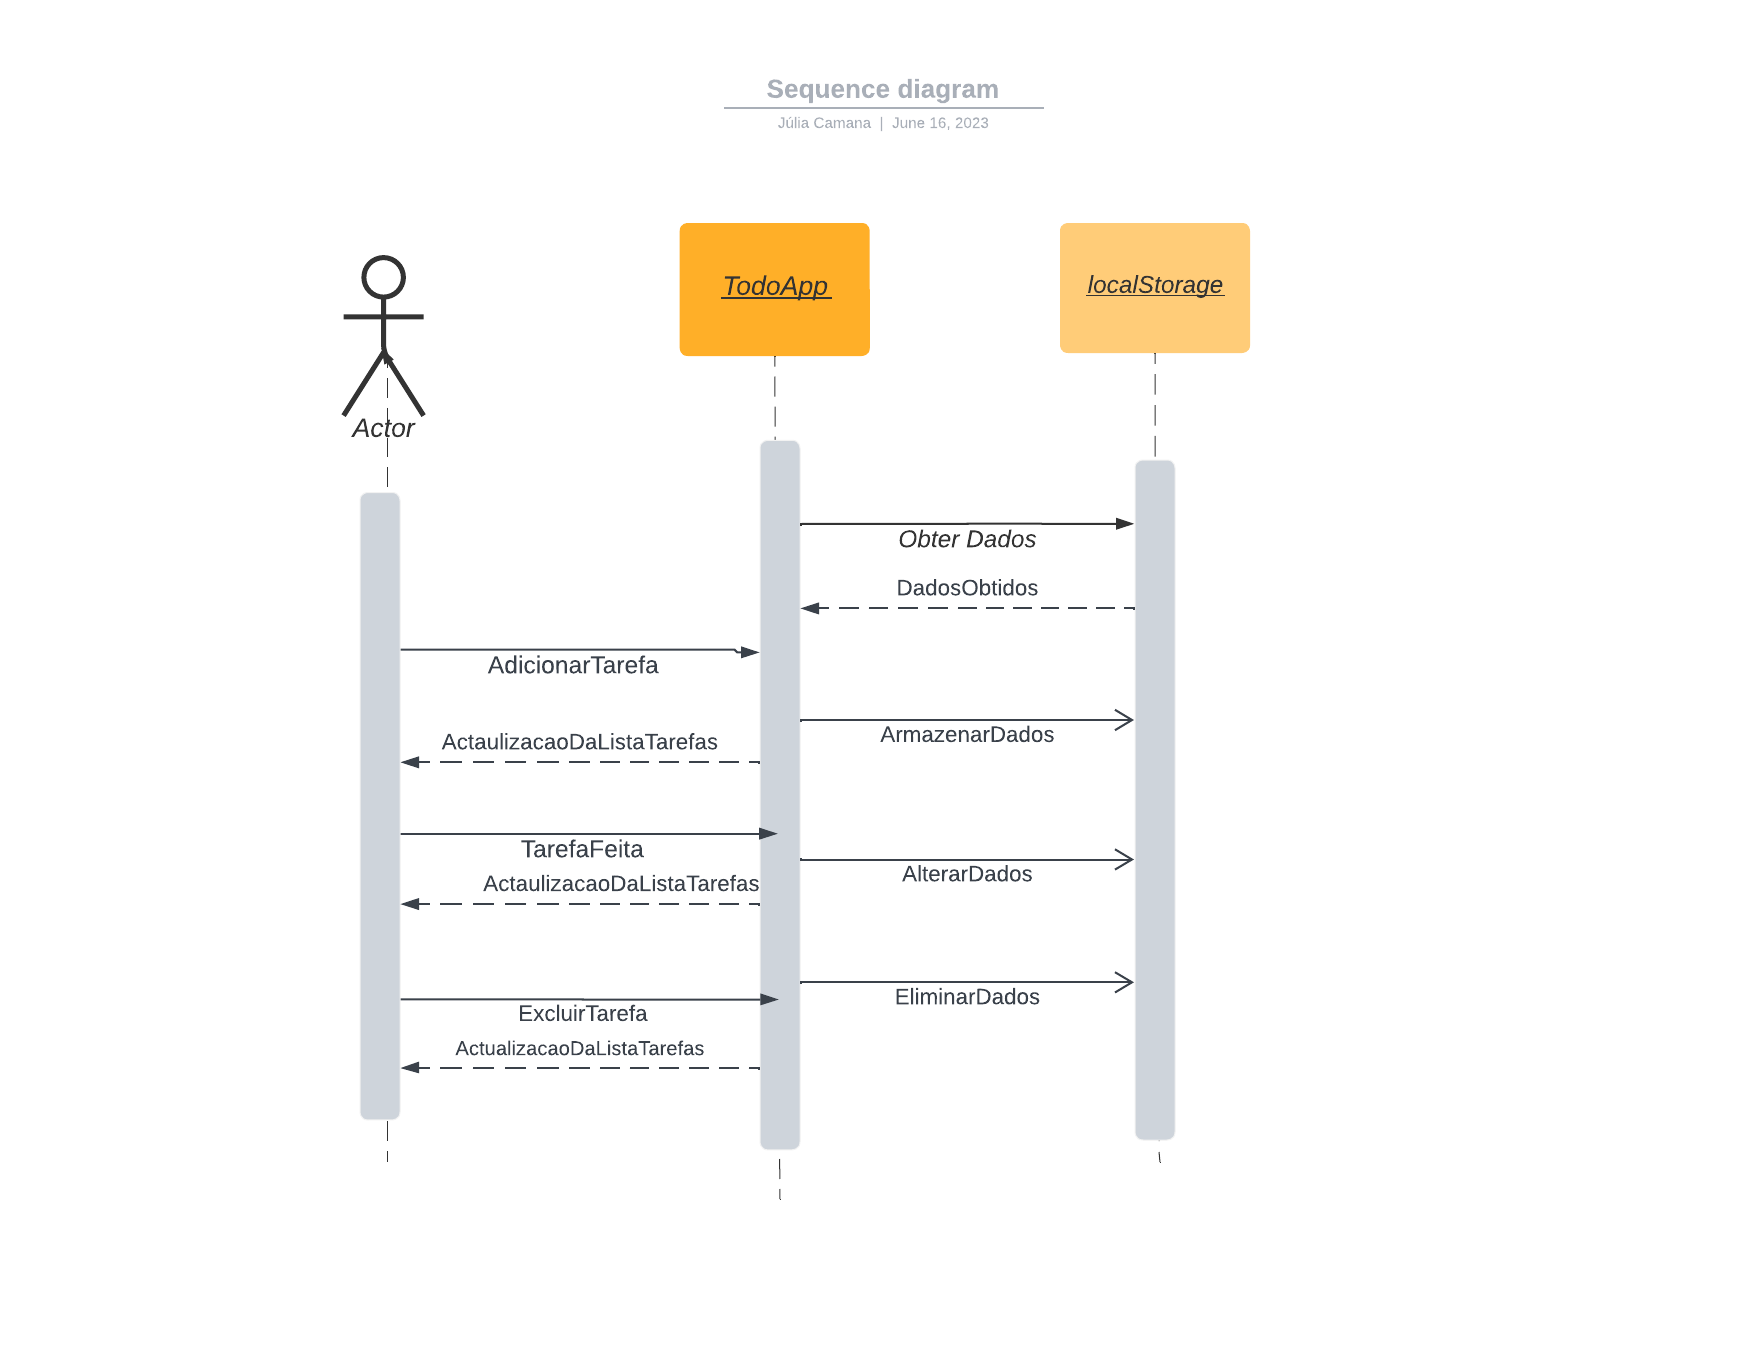 Sequence diagram
Júlia Camana | June 16, 2023
TodoApp
localStorage
Actor
Obter Dados
DadosObtidos
AdicionarTarefa
ArmazenarDados
ActaulizacaoDaListaTarefas
TarefaFeita
AlterarDados
ActaulizacaoDaListaTarefas
EliminarDados
ExcluirTarefa
ActualizacaoDaListaTarefas